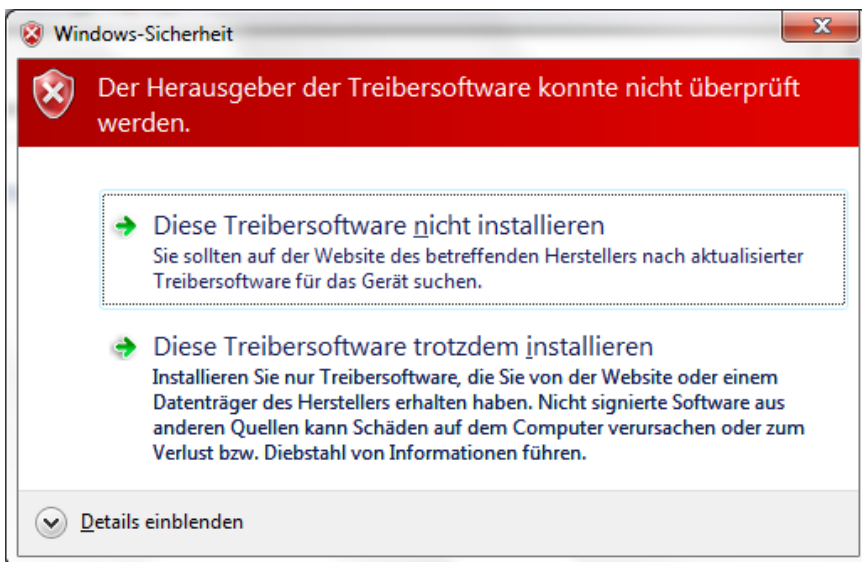 Windows-Sicherheit
Der Herausgeber der Treibersoftware konnte nicht überprüft
werden.
Diese Treibersoftware nicht installieren
Sie sollten auf der Website des betreffenden Herstellers nach aktualisierter
Treibersoftware für das Gerät suchen.
Diese Treibersoftware trotzdem installieren
Installieren Sie nur Treibersoftware, die Sie von der Website oder einem
Datenträger des Herstellers erhalten haben. Nicht signierte Software aus
anderen Quellen kann Schäden auf dem Computer verursachen oder zum
Verlust bzw. Diebstahl von Informationen führen.
Details einblenden